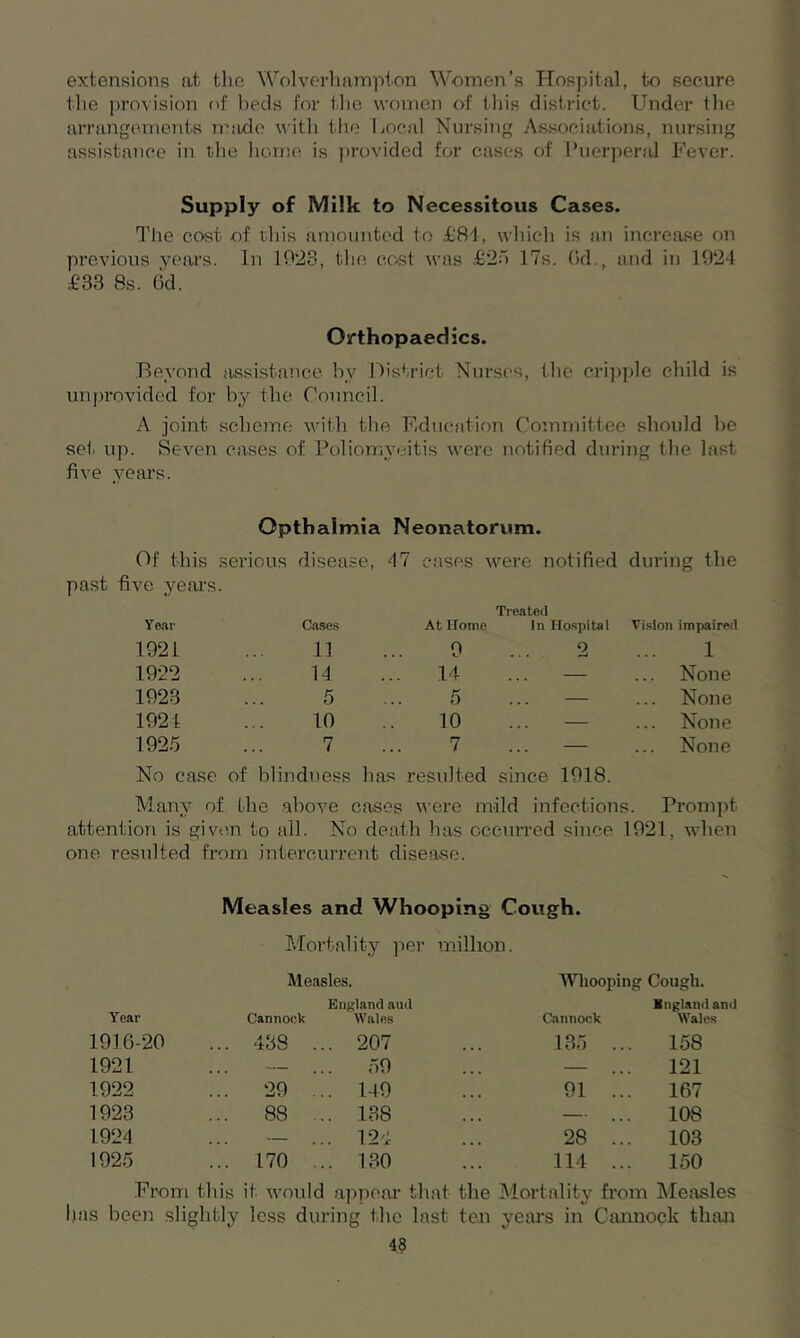 extensions at the Wolverhampton Women's Hospital, to secure
the provision of beds for the women of this district. Under the
arrangements made with the Local Nursing Associations, nursing
assistance in the home is provided for cases of Puerperal Fever.
Supply of Milk to Necessitous Cases.
The cost of this amounted to £84, which is an increase on
previous years. In 1923, the cost was £25 17s. 6d., and in 1924
£33 8s. 6d.
Orthopaedics.
Beyond assistance by District Nurses, the cripple child is
unprovided for by the Council.
A joint scheme with the Education Committee should be
set up. Seven cases of Poliomyeitis were notified during the last
five years.
Opthalmia Neonatorum.
Of this serious disease, 47 cases were notified during the
past five years.
Treated
Year Cases At Home In Hospital Vision impaired
1921 ... 11 ... 9 ... 2 ... 1
1922 ... 14 ... 14 ... — ... None
1923 ... 5 ... 5 ... — ... None
1924 ... 10 .. 10 ... — ... None
1925 ... 7 ... 7 ... — ... None
No case of blindness has resulted since 1918.
Many of the above cases were mild infections. Prompt
attention is given to all. No death has occurred since 1921, when
one resulted from intercurrent disease.
Measles and Whooping Cough.
Mortality per million.
Measles. Whooping Cough.
England and England and
Year Cannock Wales Cannock Wales
1916-20 ... 438 ... 207 ... 135 ... 158
1921 ... — ... 59 ... — ... 121
1922 ... 29 ... 149 ... 91 ... 167
1923 ... 88 ... 138 ... — ... 108
1924 ... — ... 124 ... 28 ... 103
1925 ... 170 ... 130 ... 114 ... 150
From this it would appear that the Mortality from Measles
has been slightly less during the last ten years in Cannock than
48